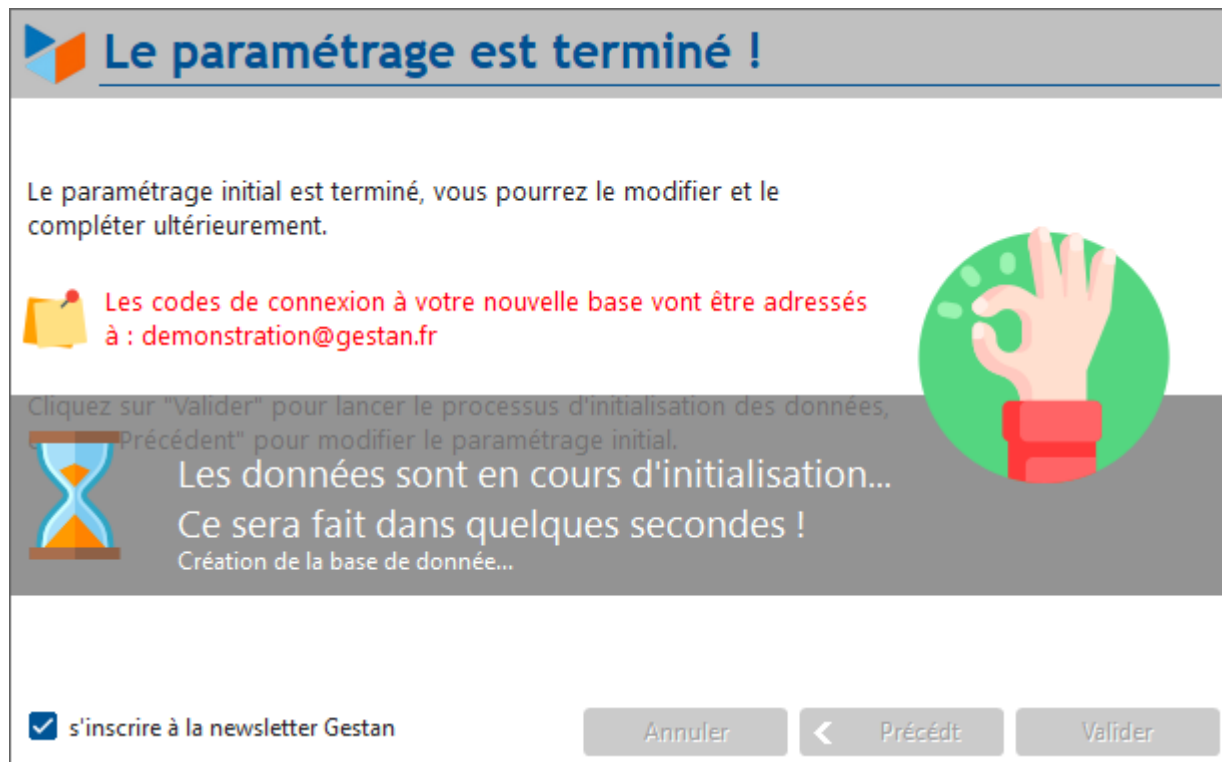 Le paramétrage est terminé !
Le paramétrage initial est terminé, vous pourrez le modifier et le
compléter ultérieurement.
Les codes de connexion à votre nouvelle base vont être adressés
à : demonstration@gestan.fr
Cliquez sur "Valider" pour lancer le processus d'initialisation des données,
"Précédent" pour modifier le paramétrage initial.
Les données sont en cours d'initialisation...
Ce sera fait dans quelques secondes !
Création de la base de donnée...
s'inscrire à la newsletter Gestan
Annuler
Précédt
Valider